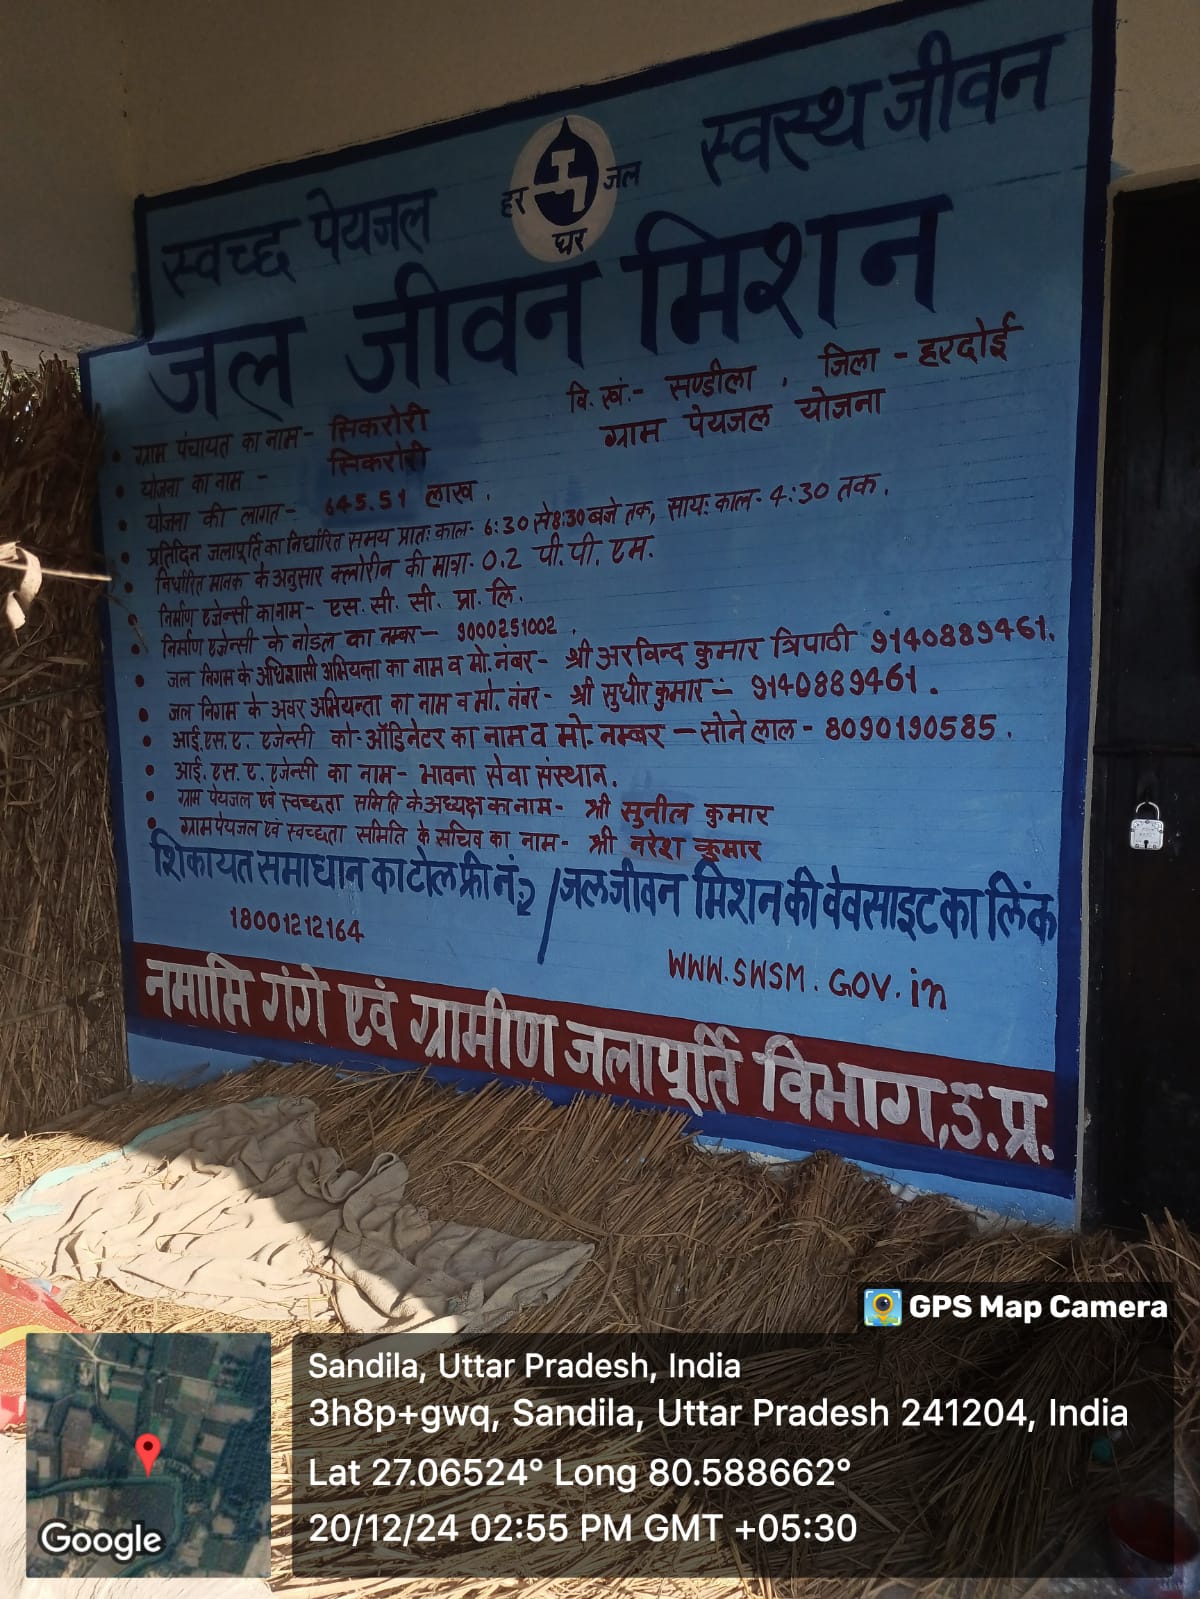 स्वच्छ पेयजल
हर घर जल
स्वस्थ जीवन
जल जीवन मिशन
वि. खं.- सण्डीला , जिला - हरदोई
ग्राम पंचायत का नाम- सिकरोरी
ग्राम पेयजल योजना
योजना का नाम - सिकरोरी
योजना की लागत- 645.51 लाख .
प्रतिदिन जलापूर्ति का निर्धारित समय प्रातः काल- 6:30 से 8:30 बजे तक, सायः काल- 4:30 तक .
निर्धारित मानक के अनुसार क्लोरीन की मात्रा- 0.2 पी. पी. एम.
निर्माण एजेन्सी का नाम- एस. सी. सी. प्रा. लि.
निर्माण एजेन्सी के नोडल का नम्बर- 9000251002 .
जल निगम के अधिशासी अभियन्ता का नाम व मो. नंबर- श्री अरविन्द कुमार त्रिपाठी 9140889461.
जल निगम के अवर अभियन्ता का नाम व मो. नंबर- श्री सुधीर कुमार - 9140889461 .
आई.एस.ए. एजेन्सी को-ऑडिनेटर का नाम व मो. नम्बर - सोने लाल - 8090190585 .
आई. एस. ए. एजेन्सी का नाम- भावना सेवा संस्थान.
ग्राम पेयजल एवं स्वच्छता समिति के अध्यक्ष का नाम- श्री सुनील कुमार
ग्राम पेयजल एवं स्वच्छता समिति के सचिव का नाम- श्री नरेश कुमार
शिकायत समाधान का टोल फ्री नं. / जल जीवन मिशन की वेवसाइट का लिंक
18001212164
WWW.SWSM.GOV.in
नमामि गंगे एवं ग्रामीण जलापूर्ति विभाग, उ.प्र.
GPS Map Camera
Sandila, Uttar Pradesh, India
3h8p+gwq, Sandila, Uttar Pradesh 241204, India
Lat 27.06524° Long 80.588662°
20/12/24 02:55 PM GMT +05:30
Google